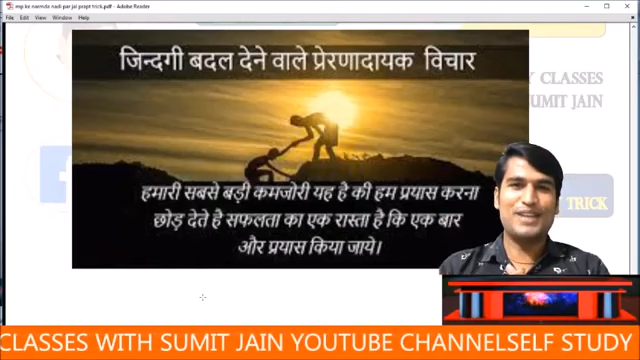 mp ke narmda nadi par jal prapt trick.pdf - Adobe Reader
File Edit View Window Help
जिन्दगी बदल देने वाले प्रेरणादायक विचार
Y CLASSES
SUMIT JAIN
हमारी सबसे बड़ी कमजोरी यह है की हम प्रयास करना
छोड़ देते है सफलता का एक रास्ता है कि एक बार
और प्रयास किया जाये।
TRICK
CLASSES WITH SUMIT JAIN YOUTUBE CHANNELSELF STUDY